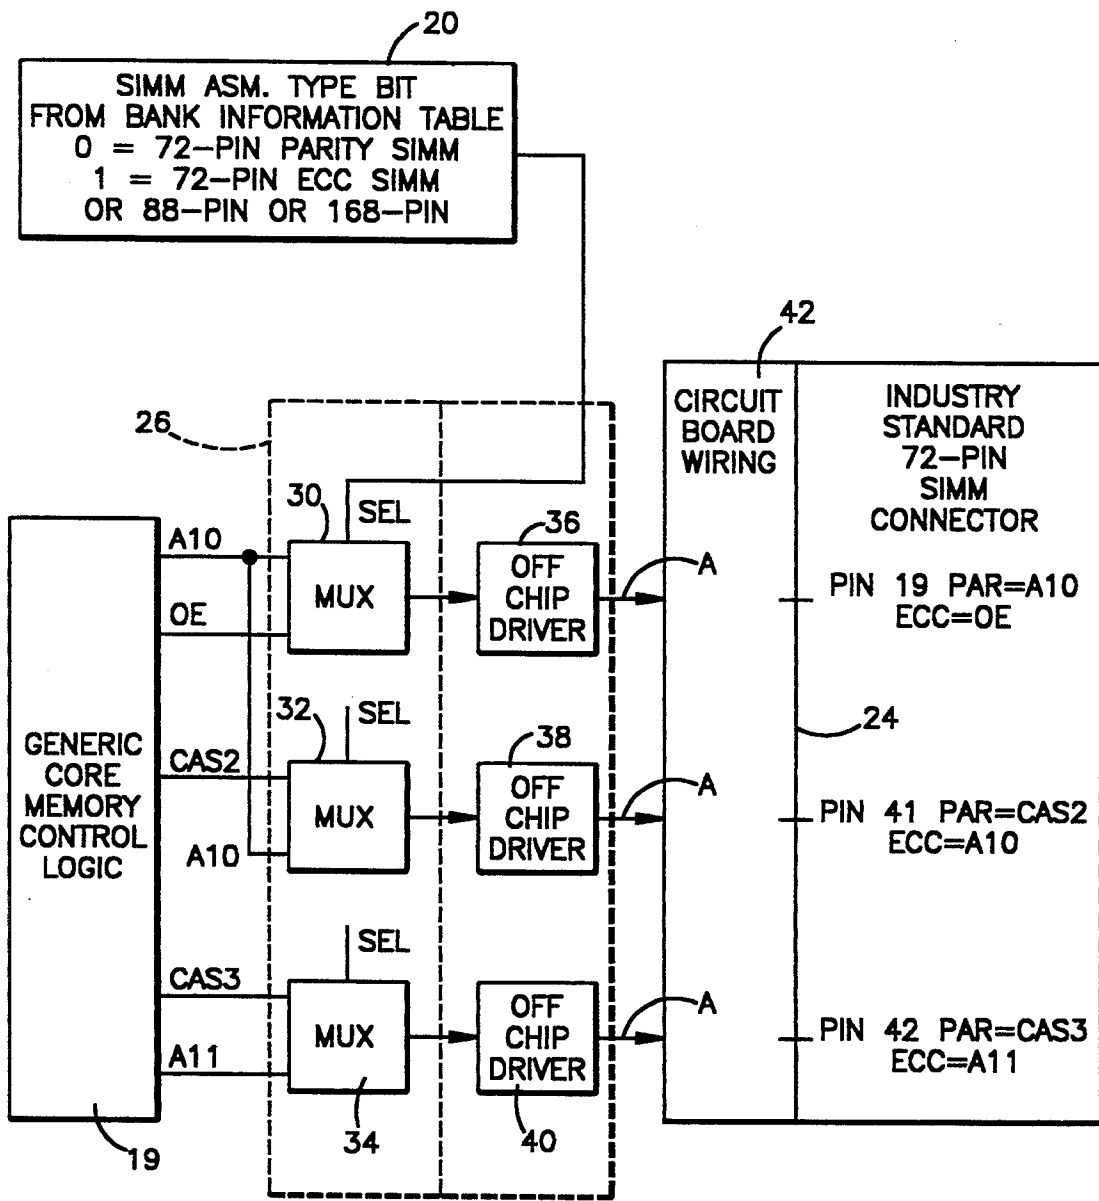 20
SIMM ASM. TYPE BIT
FROM BANK INFORMATION TABLE
0 = 72-PIN PARITY SIMM
1 = 72-PIN ECC SIMM
OR 88-PIN OR 168-PIN
42
CIRCUIT
BOARD
WIRING
INDUSTRY
STANDARD
72-PIN
SIMM
CONNECTOR
26
30
SEL
36
A10
MUX
OFF
CHIP
DRIVER
A
PIN 19 PAR=A10
ECC=OE
OE
24
32
SEL
38
GENERIC
CORE
MEMORY
CONTROL
LOGIC
CAS2
MUX
OFF
CHIP
DRIVER
A
PIN 41 PAR=CAS2
ECC=A10
A10
SEL
CAS3
MUX
OFF
CHIP
DRIVER
A
PIN 42 PAR=CAS3
ECC=A11
A11
19
34
40